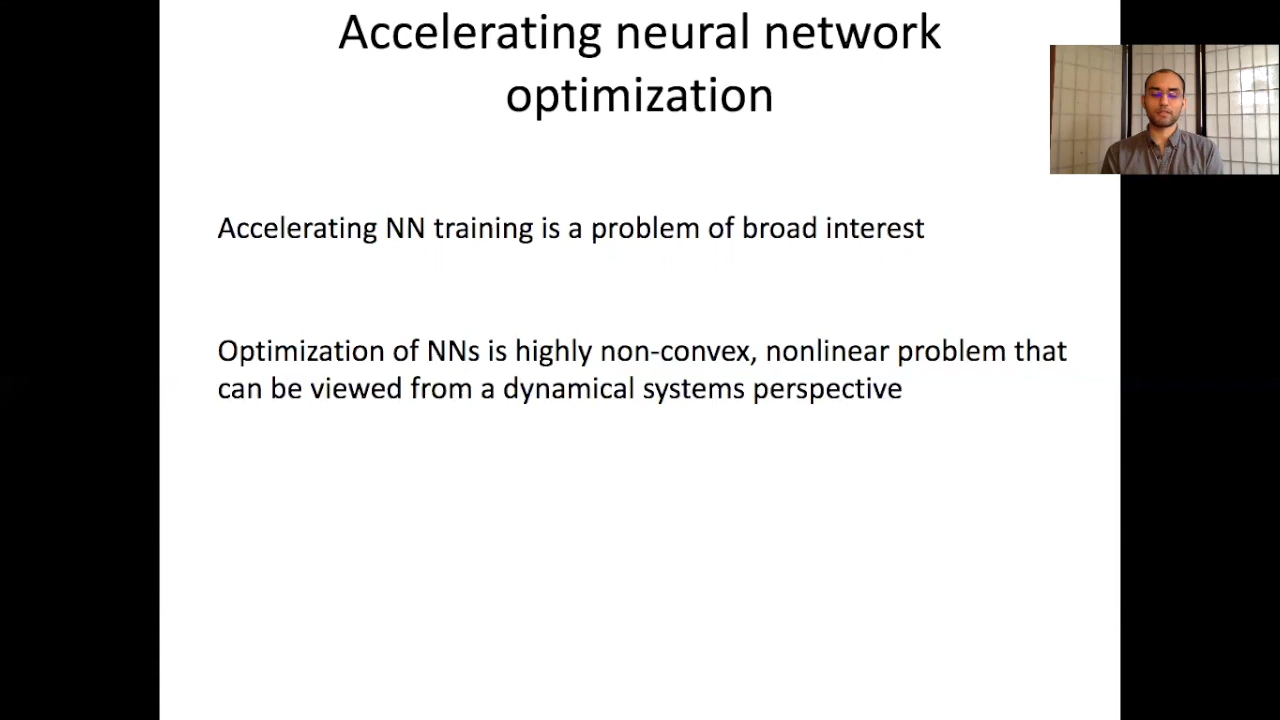 Accelerating neural network
optimization
Accelerating NN training is a problem of broad interest
Optimization of NNs is highly non-convex, nonlinear problem that
can be viewed from a dynamical systems perspective